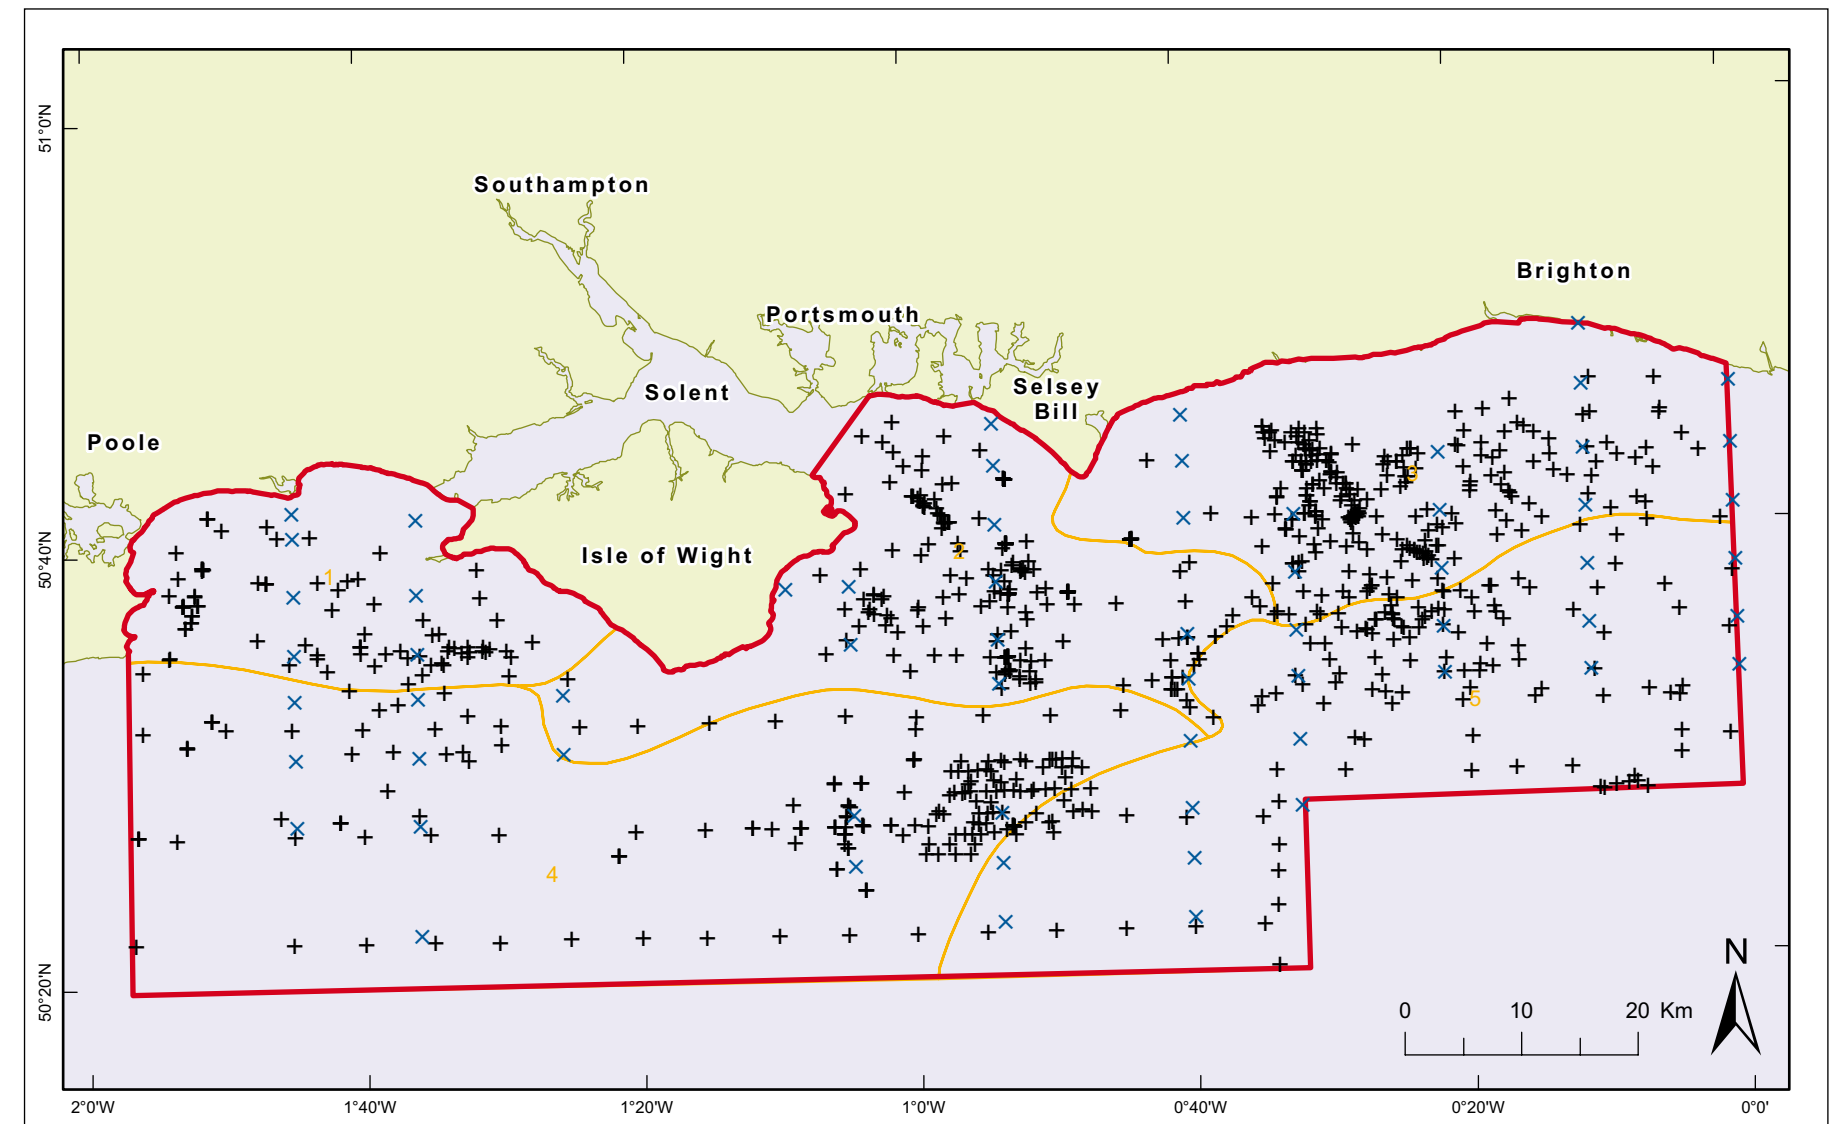 51°0'N
Southampton
Brighton
Portsmouth
Selsey
Bill
Solent
Poole
3
Isle of Wight
2
50°40'N
1
5
4
N
50°20'N
0 10 20 Km
2°0'W 1°40'W 1°20'W 1°0'W 0°40'W 0°20'W 0°0'